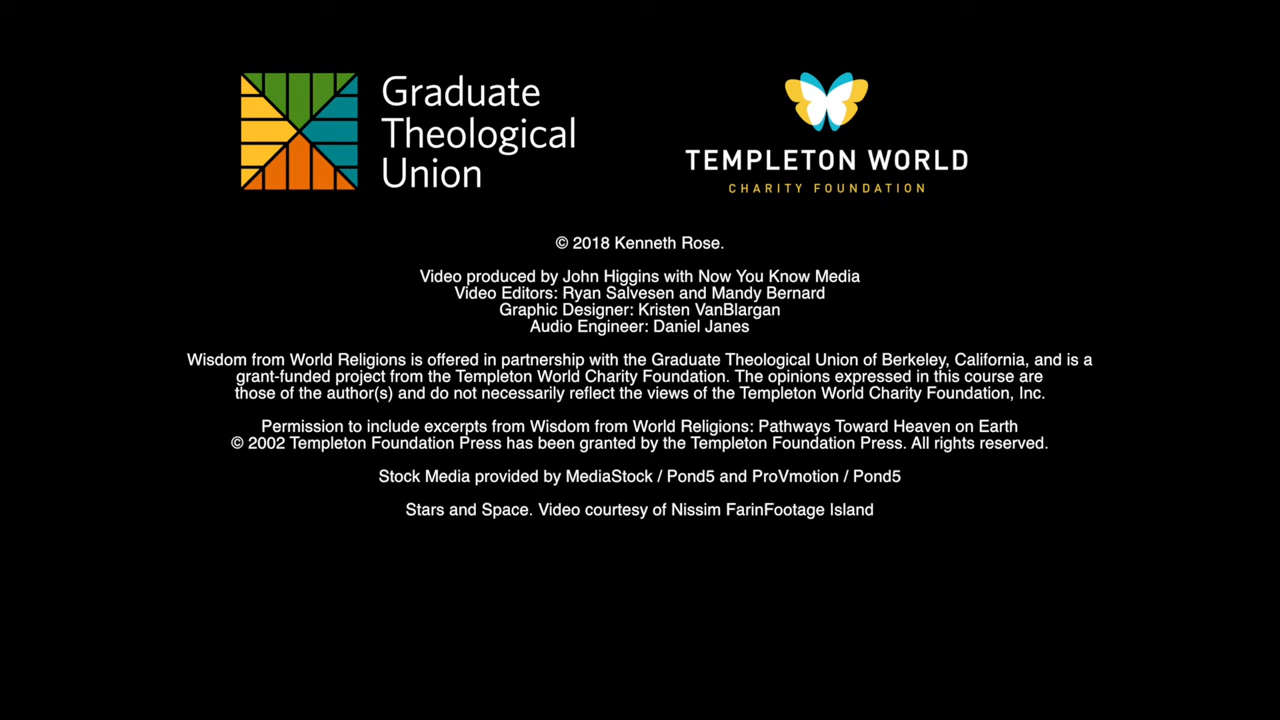 Graduate
Theological
Union
TEMPLETON WORLD
CHARITY FOUNDATION
© 2018 Kenneth Rose.
Video produced by John Higgins with Now You Know Media
Video Editors: Ryan Salvesen and Mandy Bernard
Graphic Designer: Kristen VanBlargan
Audio Engineer: Daniel Janes
Wisdom from World Religions is offered in partnership with the Graduate Theological Union of Berkeley, California, and is a
grant-funded project from the Templeton World Charity Foundation. The opinions expressed in this course are
those of the author(s) and do not necessarily reflect the views of the Templeton World Charity Foundation, Inc.
Permission to include excerpts from Wisdom from World Religions: Pathways Toward Heaven on Earth
© 2002 Templeton Foundation Press has been granted by the Templeton Foundation Press. All rights reserved.
Stock Media provided by MediaStock / Pond5 and ProVmotion / Pond5
Stars and Space. Video courtesy of Nissim FarinFootage Island